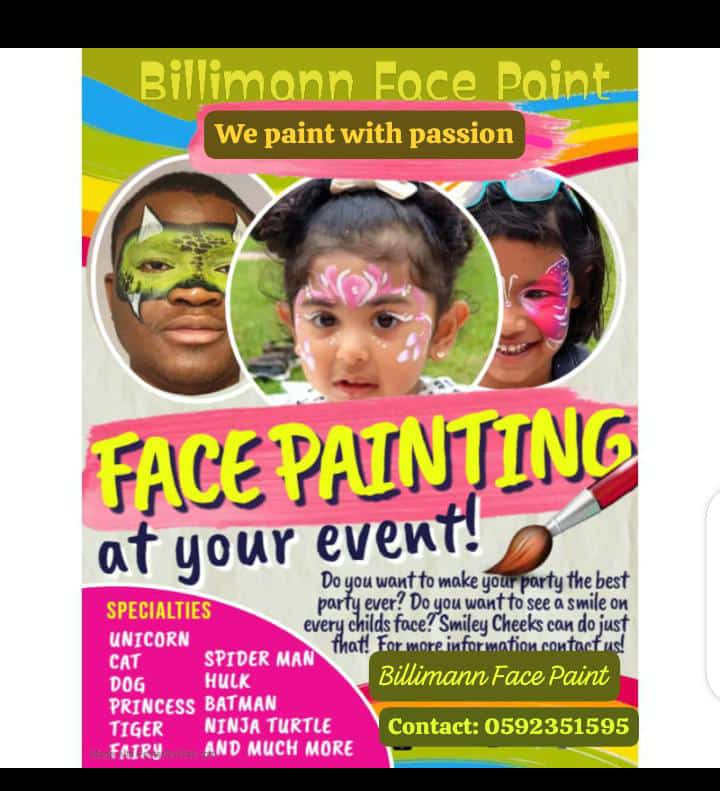 Billimann Face Paint
We paint with passion
FACE PAINTING
at your event!
Do you want to make your party the best
party ever? Do you want to see a smile on
every childs face? Smiley Cheeks can do just
that! For more information contact us!
Billimann Face Paint
Contact: 0592351595
SPECIALTIES
UNICORN
CAT
DOG
PRINCESS
TIGER
FAIRY
SPIDER MAN
HULK
BATMAN
NINJA TURTLE
AND MUCH MORE